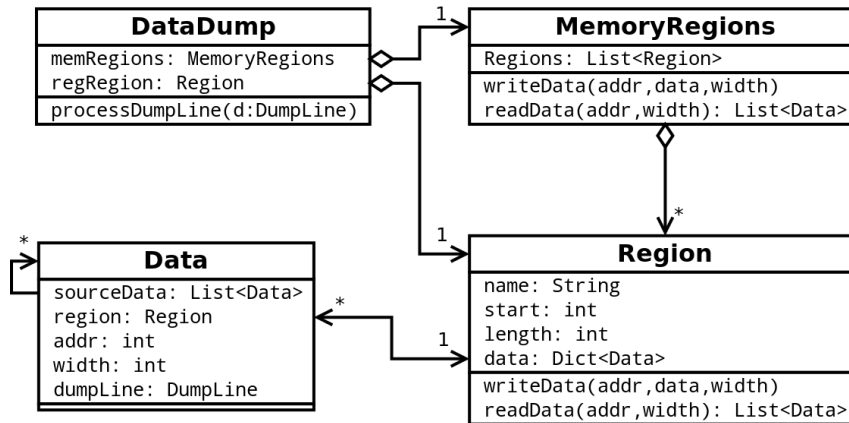 DataDump
memRegions: MemoryRegions
regRegion: Region
processDumpLine(d:DumpLine)
1
MemoryRegions
Regions: List<Region>
writeData(addr,data,width)
readData(addr,width): List<Data>
*
1
*
Data
sourceData: List<Data>
region: Region
addr: int
width: int
dumpLine: DumpLine
*
1
Region
name: String
start: int
length: int
data: Dict<Data>
writeData(addr,data,width)
readData(addr,width): List<Data>